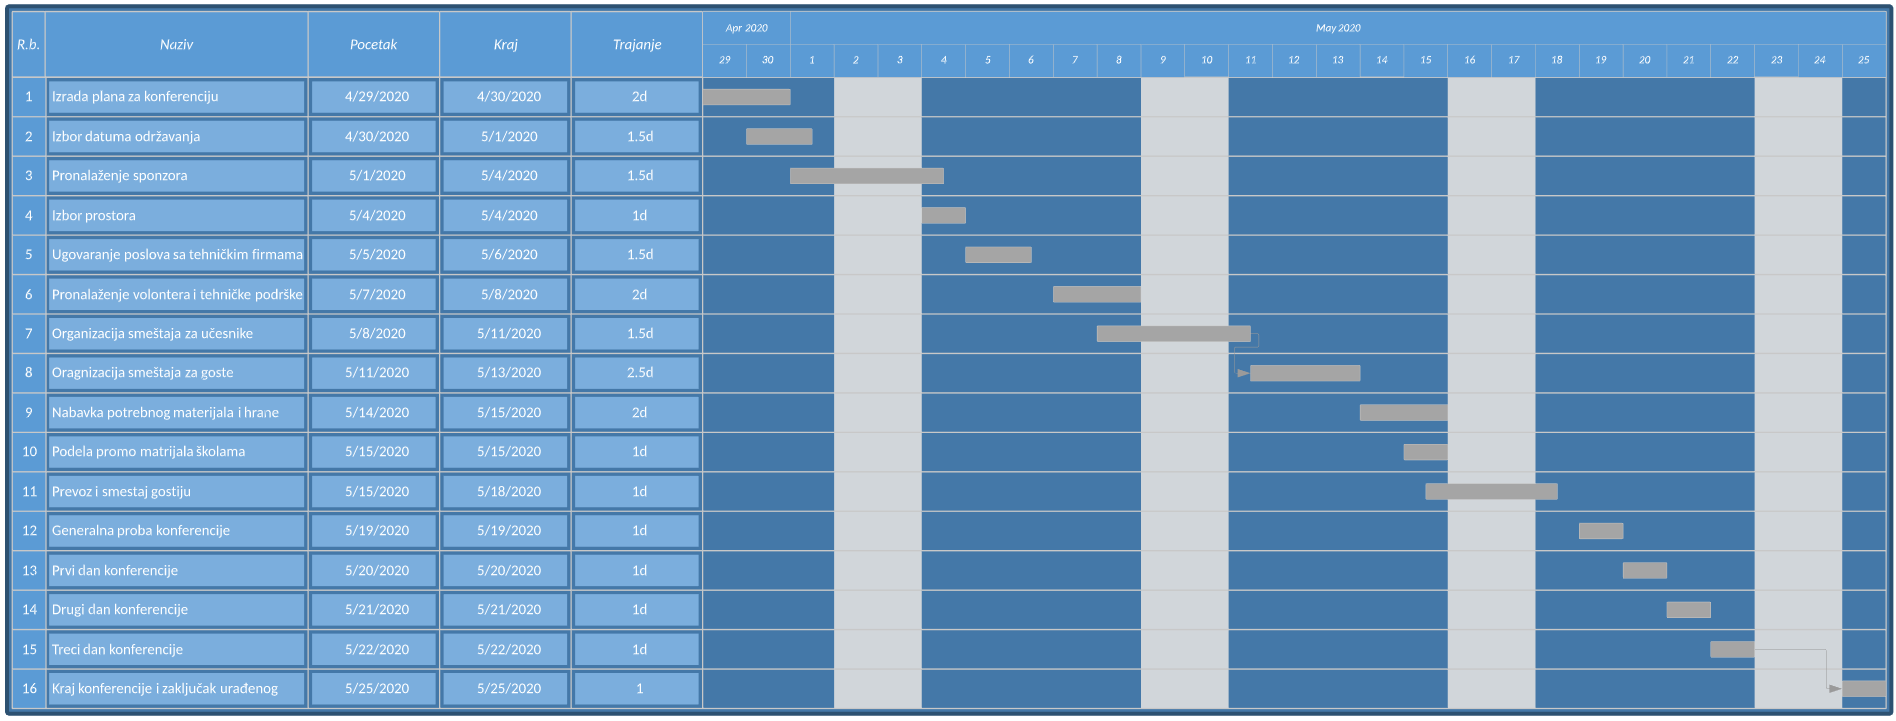 R.b. Naziv Pocetak Kraj Trajanje Apr 2020 May 2020
29 30 1 2 3 4 5 6 7 8 9 10 11 12 13 14 15 16 17 18 19 20 21 22 23 24 25
1 Izrada plana za konferenciju 4/29/2020 4/30/2020 2d
2 Izbor datuma održavanja 4/30/2020 5/1/2020 1.5d
3 Pronalaženje sponzora 5/1/2020 5/4/2020 1.5d
4 Izbor prostora 5/4/2020 5/4/2020 1d
5 Ugovaranje poslova sa tehničkim firmama 5/5/2020 5/6/2020 1.5d
6 Pronalaženje volontera i tehničke podrške 5/7/2020 5/8/2020 2d
7 Organizacija smeštaja za učesnike 5/8/2020 5/11/2020 1.5d
8 Oragnizacija smeštaja za goste 5/11/2020 5/13/2020 2.5d
9 Nabavka potrebnog materijala i hrane 5/14/2020 5/15/2020 2d
10 Podela promo matrijala školama 5/15/2020 5/15/2020 1d
11 Prevoz i smestaj gostiju 5/15/2020 5/18/2020 1d
12 Generalna proba konferencije 5/19/2020 5/19/2020 1d
13 Prvi dan konferencije 5/20/2020 5/20/2020 1d
14 Drugi dan konferencije 5/21/2020 5/21/2020 1d
15 Treci dan konferencije 5/22/2020 5/22/2020 1d
16 Kraj konferencije i zaključak urađenog 5/25/2020 5/25/2020 1